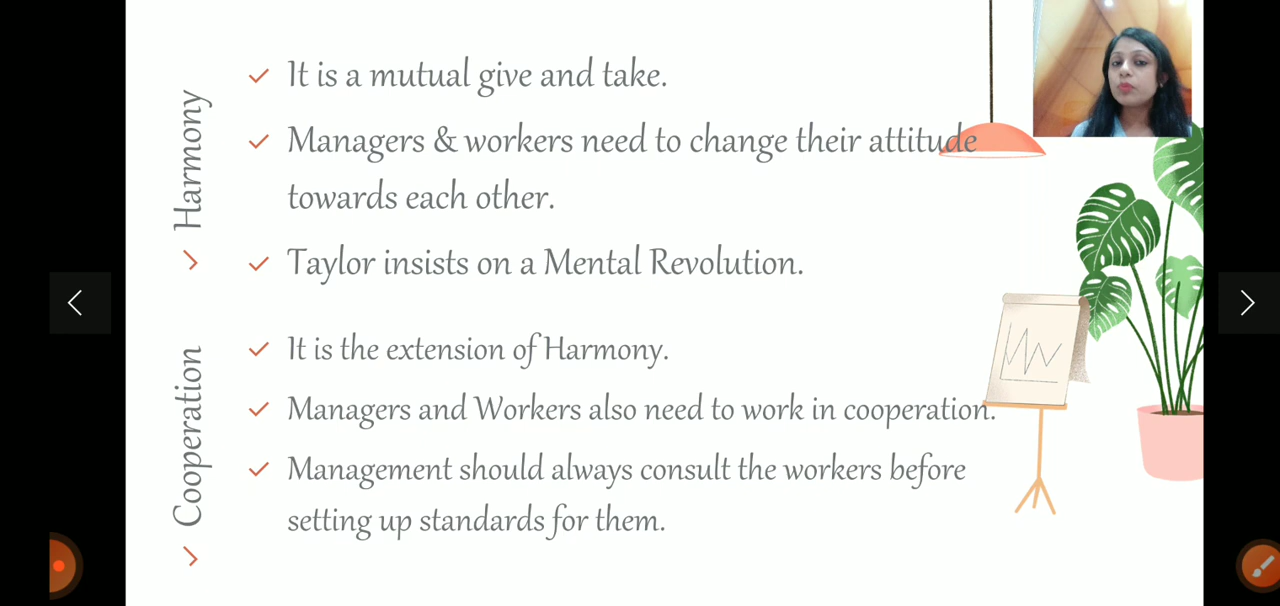 Harmony
It is a mutual give and take.
Managers & workers need to change their attitude
towards each other.
Taylor insists on a Mental Revolution.
Cooperation
It is the extension of Harmony.
Managers and Workers also need to work in cooperation.
Management should always consult the workers before
setting up standards for them.